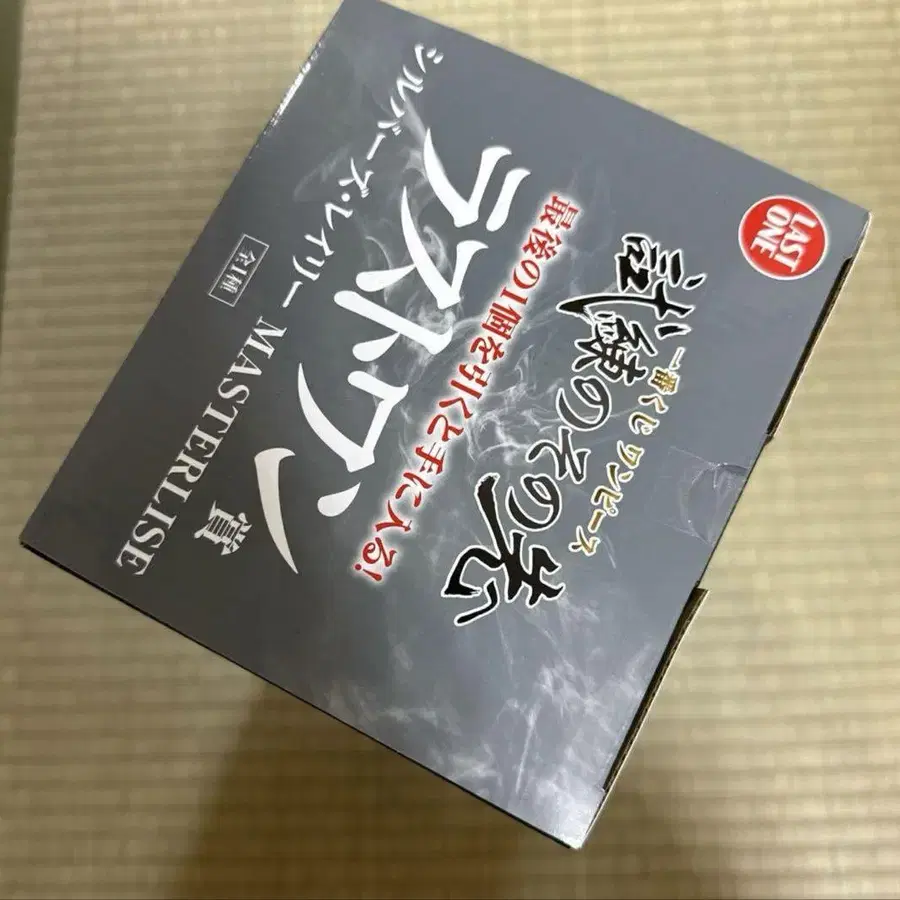 LAST
ONE
一番くじ ワンピース
試練のその先へ
最後の1個を引くと手に入る!
ラストワン賞
シルバーズ・レイリー MASTERLISE
全1種